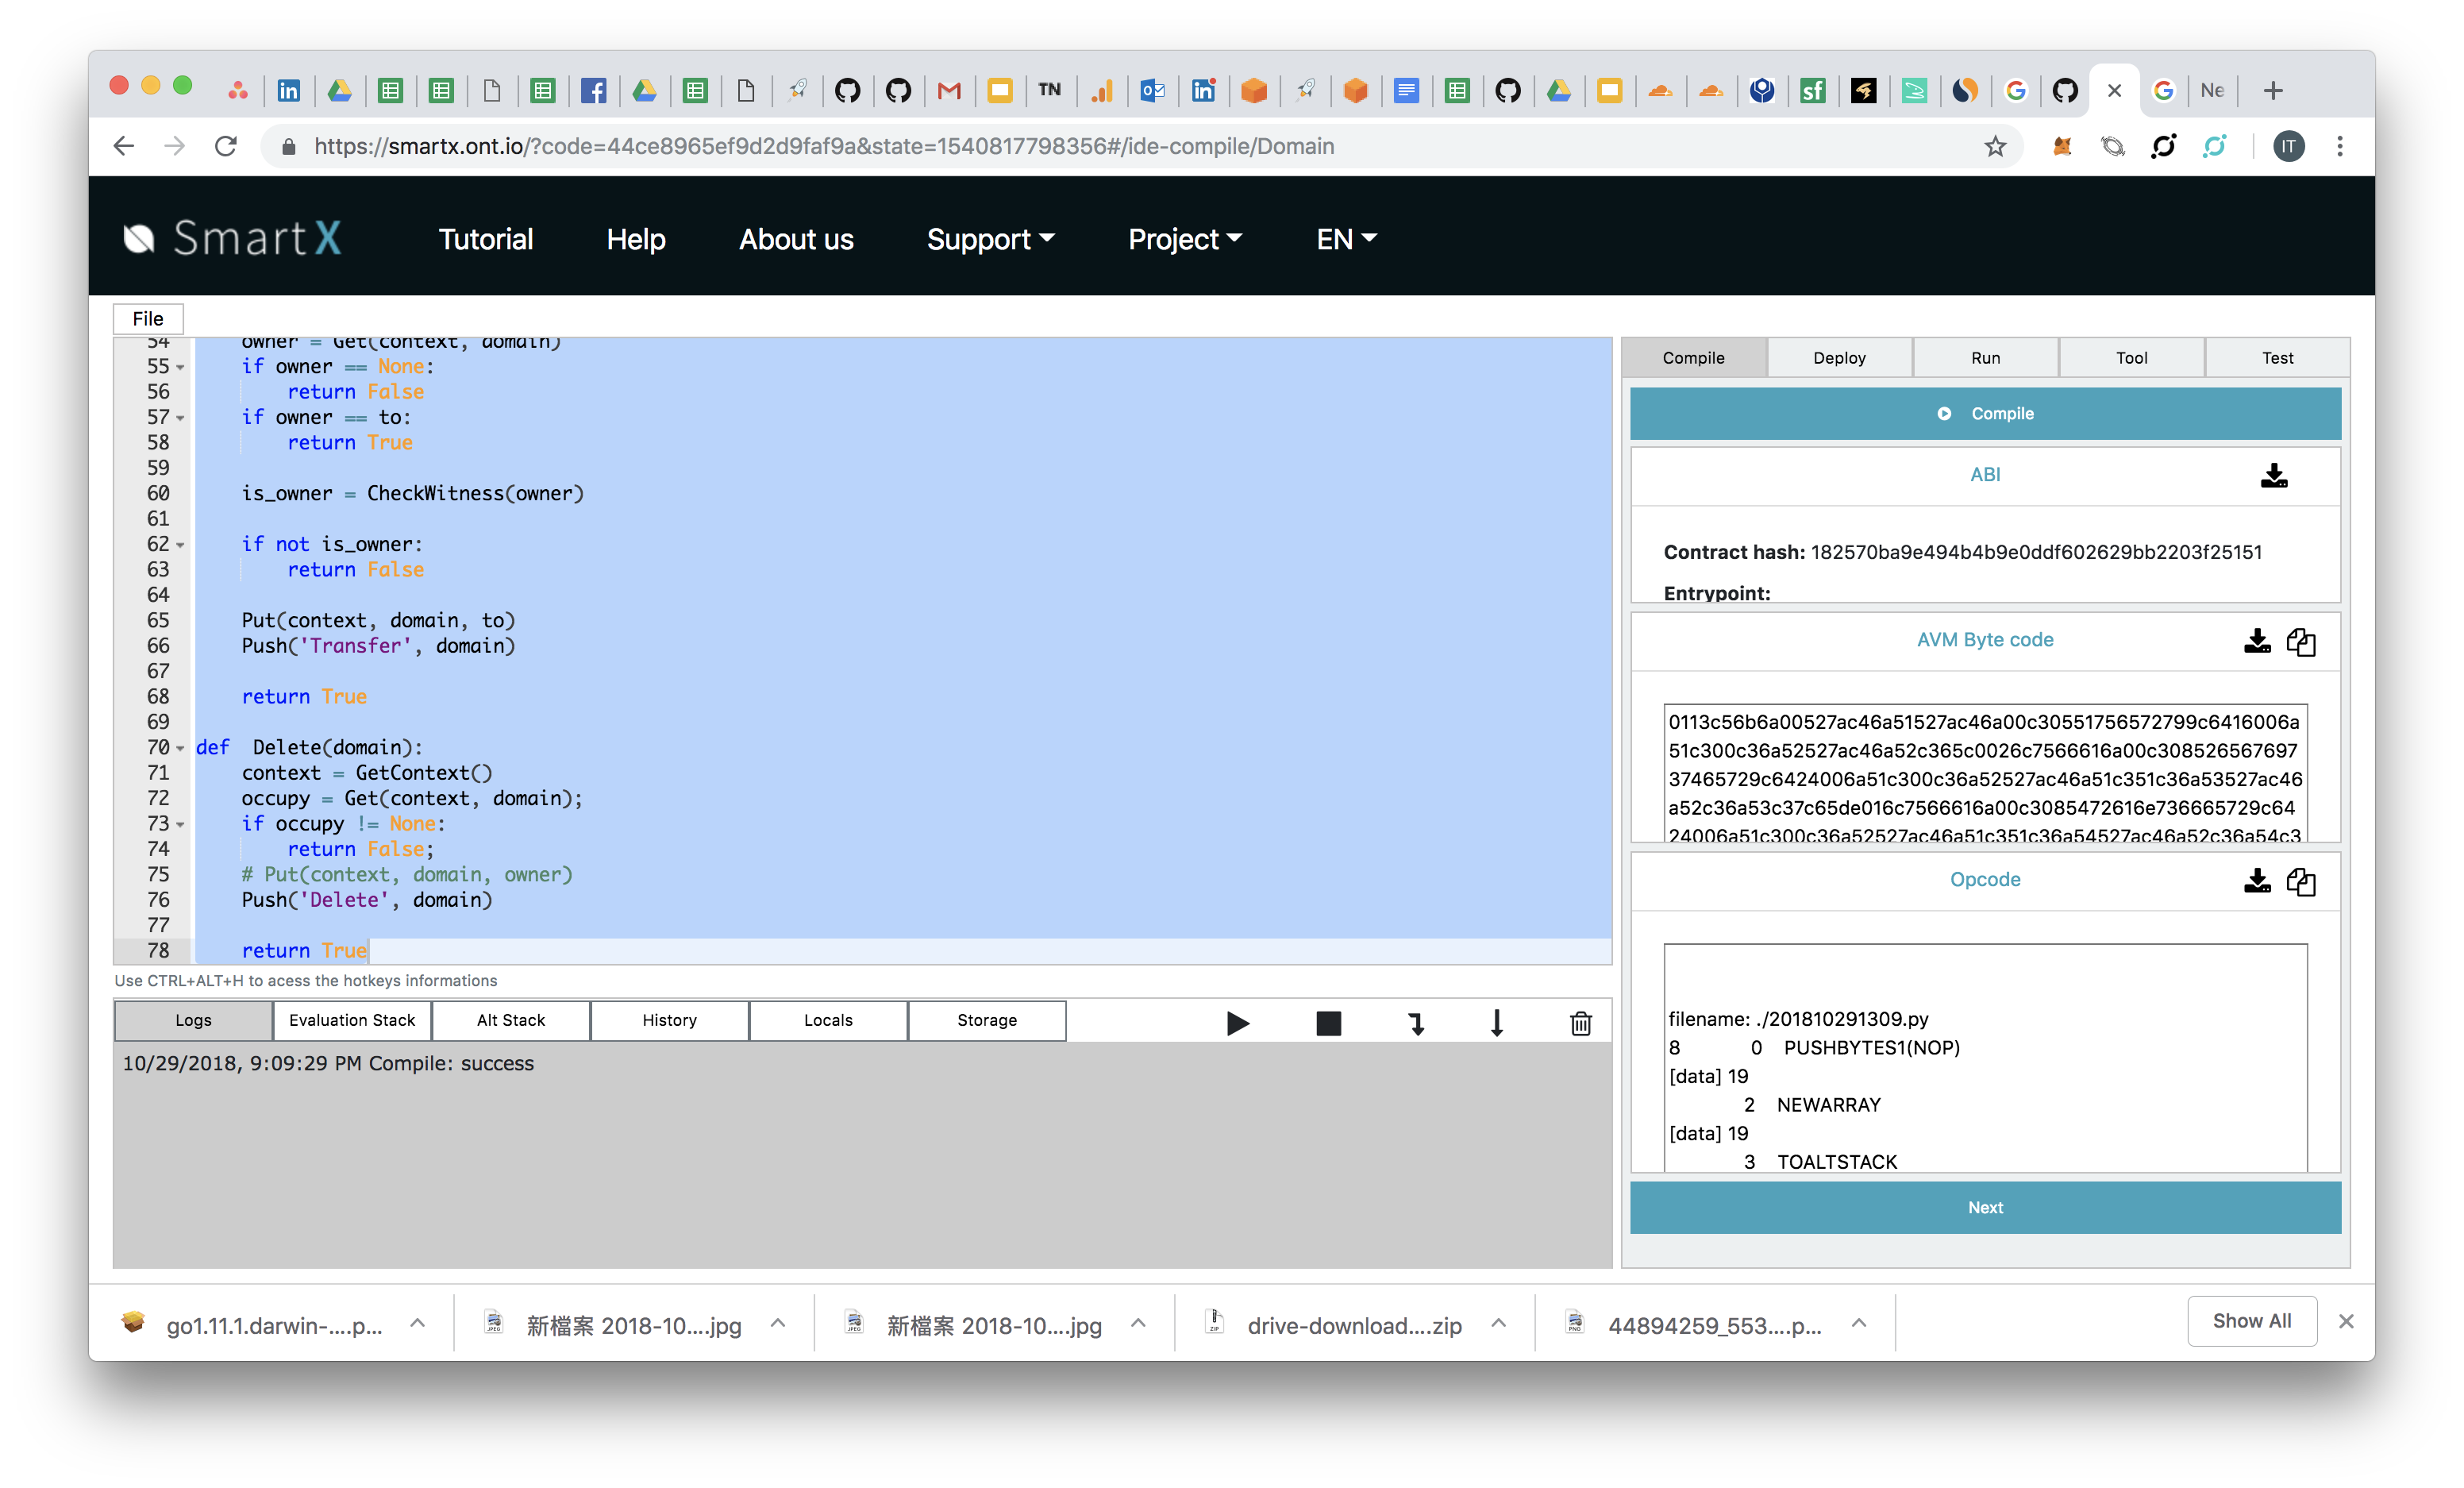 TN
sf
Ne
https://smartx.ont.io/?code=44ce8965ef9d2d9faf9a&state=1540817798356#/ide-compile/Domain
IT
SmartX
Tutorial
Help
About us
Support
Project
EN
File
54 owner = Get(context, domain)
55 if owner == None:
56 return False
57 if owner == to:
58 return True
59
60 is_owner = CheckWitness(owner)
61
62 if not is_owner:
63 return False
64
65 Put(context, domain, to)
66 Push('Transfer', domain)
67
68 return True
69
70 def  Delete(domain):
71 context = GetContext()
72 occupy = Get(context, domain);
73 if occupy != None:
74 return False;
75 # Put(context, domain, owner)
76 Push('Delete', domain)
77
78 return True
Use CTRL+ALT+H to acess the hotkeys informations
Logs
Evaluation Stack
Alt Stack
History
Locals
Storage
10/29/2018, 9:09:29 PM Compile: success
Compile
Deploy
Run
Tool
Test
Compile
ABI
Contract hash: 182570ba9e494b4b9e0ddf602629bb2203f25151
Entrypoint:
AVM Byte code
0113c56b6a00527ac46a51527ac46a00c30551756572799c6416006a
51c300c36a52527ac46a52c365c0026c7566616a00c308526567697
37465729c6424006a51c300c36a52527ac46a51c351c36a53527ac46
a52c36a53c37c65de016c7566616a00c3085472616e736665729c64
24006a51c300c36a52527ac46a51c351c36a54527ac46a52c36a54c3
Opcode
filename: ./201810291309.py
8 0 PUSHBYTES1(NOP)
[data] 19
2 NEWARRAY
[data] 19
3 TOALTSTACK
Next
go1.11.1.darwin-....p...
新檔案 2018-10....jpg
新檔案 2018-10....jpg
drive-download....zip
44894259_553....p...
Show All